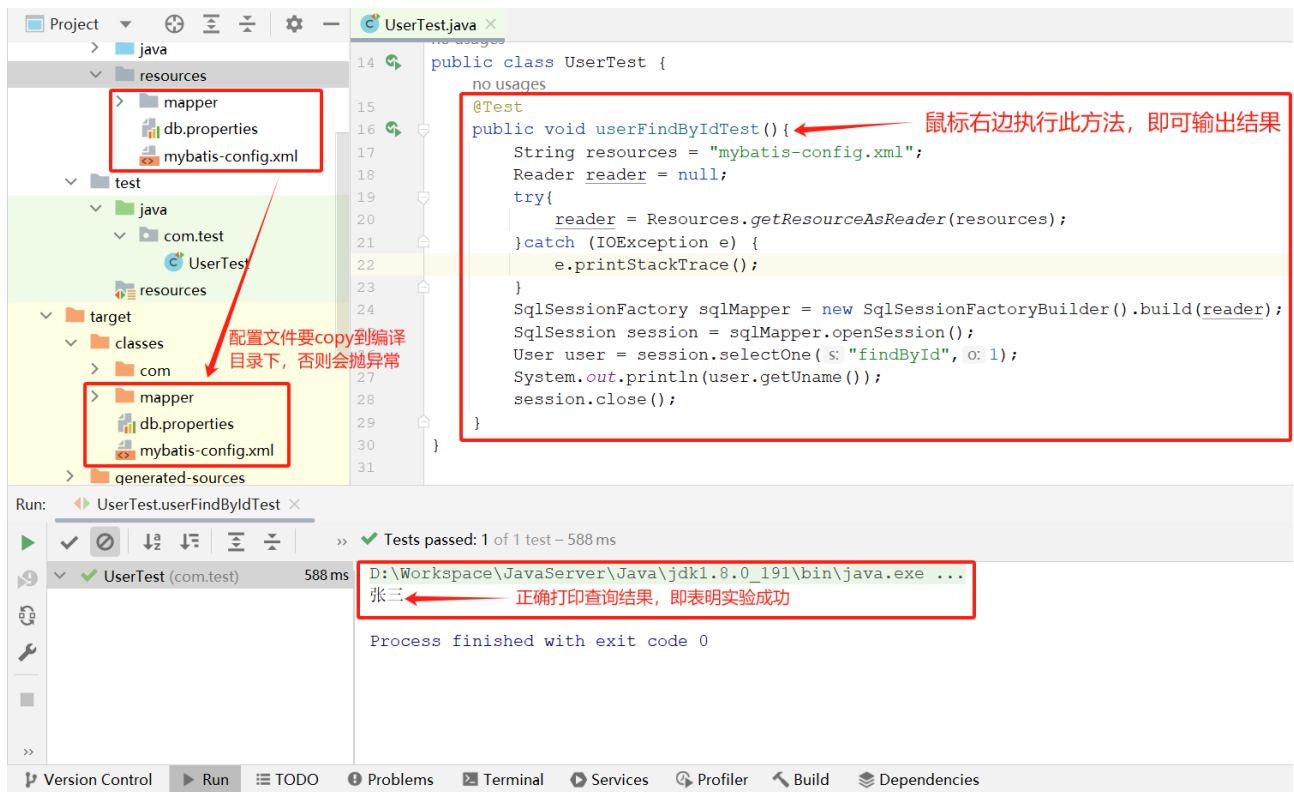 Project
UserTest.java
java
resources
mapper
db.properties
mybatis-config.xml
test
java
com.test
UserTest
resources
target
classes
com
mapper
db.properties
mybatis-config.xml
generated-sources
配置文件要copy到编译
目录下，否则会抛异常
no usages
14 public class UserTest {
no usages
15 @Test
16 public void userFindByIdTest(){
鼠标右边执行此方法，即可输出结果
17 String resources = "mybatis-config.xml";
18 Reader reader = null;
19 try{
20 reader = Resources.getResourceAsReader(resources);
21 }catch (IOException e) {
22 e.printStackTrace();
23 }
24 SqlSessionFactory sqlMapper = new SqlSessionFactoryBuilder().build(reader);
SqlSession session = sqlMapper.openSession();
User user = session.selectOne( s: "findById", o: 1);
27 System.out.println(user.getUname());
28 session.close();
29 }
30 }
31
Run: UserTest.userFindByIdTest
Tests passed: 1 of 1 test – 588 ms
UserTest (com.test) 588 ms
D:\Workspace\JavaServer\Java\jdk1.8.0_191\bin\java.exe ...
张三
正确打印查询结果，即表明实验成功
Process finished with exit code 0
Version Control Run TODO Problems Terminal Services Profiler Build Dependencies